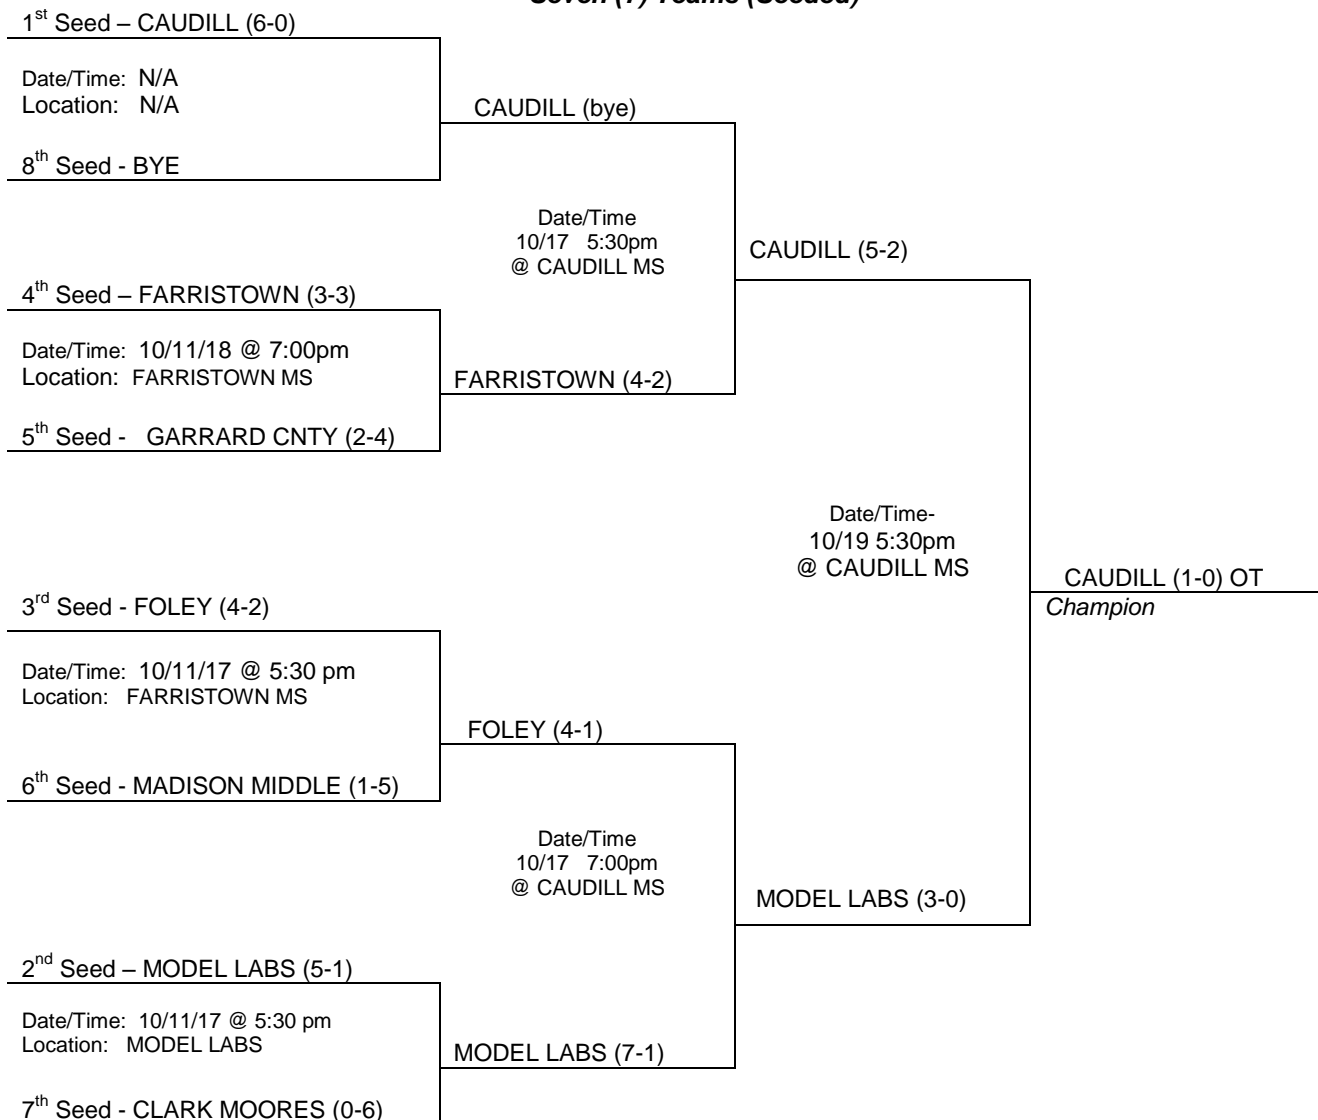 Seven (7) Teams (Seeded)
1st Seed – CAUDILL (6-0)
Date/Time: N/A
Location: N/A
CAUDILL (bye)
8th Seed - BYE
Date/Time
10/17 5:30pm
@ CAUDILL MS
CAUDILL (5-2)
4th Seed – FARRISTOWN (3-3)
Date/Time: 10/11/18 @ 7:00pm
Location: FARRISTOWN MS
FARRISTOWN (4-2)
5th Seed - GARRARD CNTY (2-4)
Date/Time-
10/19 5:30pm
@ CAUDILL MS
CAUDILL (1-0) OT
Champion
3rd Seed - FOLEY (4-2)
Date/Time: 10/11/17 @ 5:30 pm
Location: FARRISTOWN MS
FOLEY (4-1)
6th Seed - MADISON MIDDLE (1-5)
Date/Time
10/17 7:00pm
@ CAUDILL MS
MODEL LABS (3-0)
2nd Seed – MODEL LABS (5-1)
Date/Time: 10/11/17 @ 5:30 pm
Location: MODEL LABS
MODEL LABS (7-1)
7th Seed - CLARK MOORES (0-6)